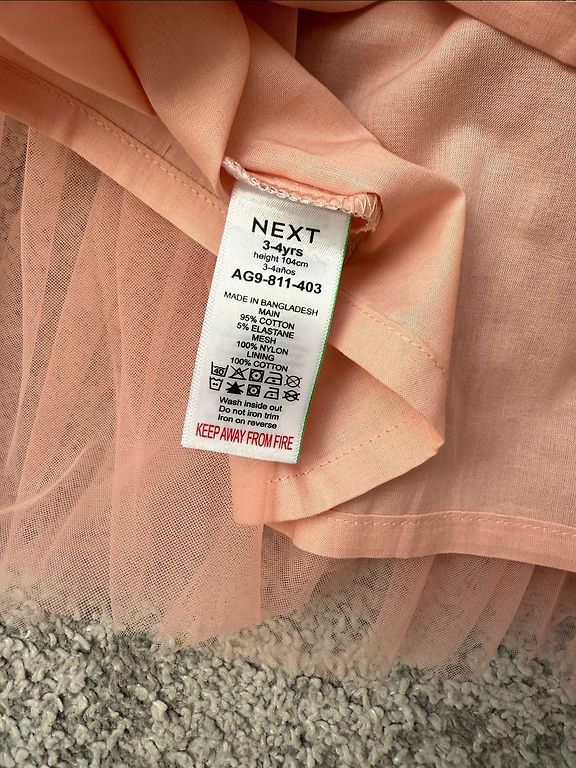 NEXT
3-4yrs
height 104cm
3-4años
AG9-811-403
MADE IN BANGLADESH
MAIN
95% COTTON
5% ELASTANE
MESH
100% NYLON
LINING
100% COTTON
40
Wash inside out
Do not iron trim
Iron on reverse
KEEP AWAY FROM FIRE